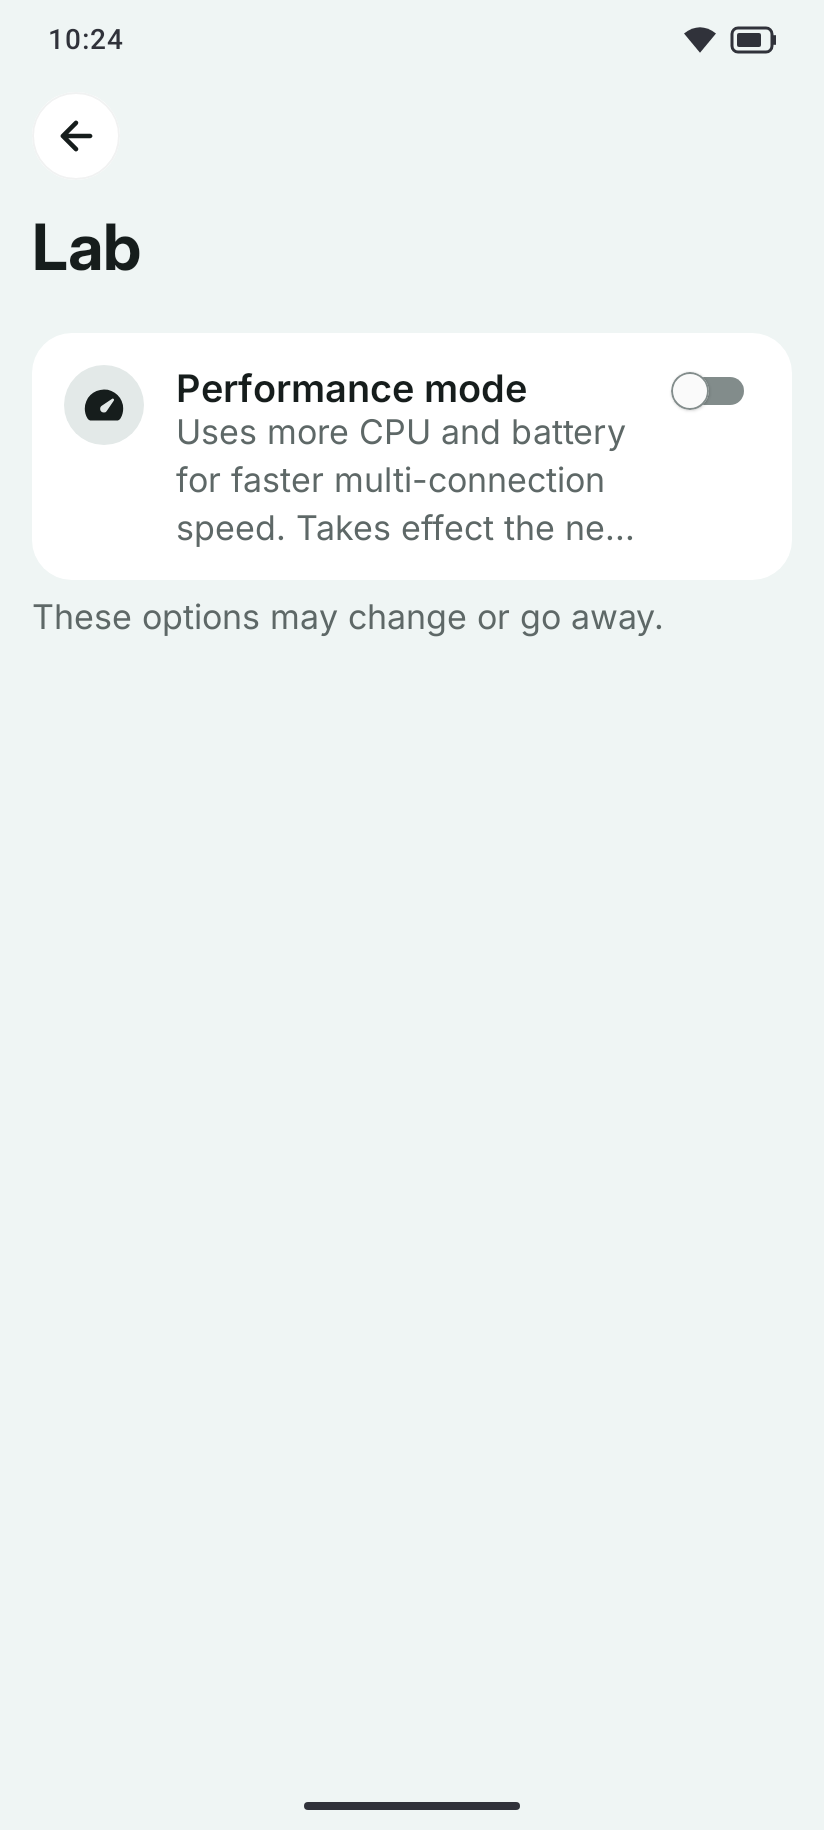 10:24
Lab
Performance mode
Uses more CPU and battery
for faster multi-connection
speed. Takes effect the ne...
These options may change or go away.